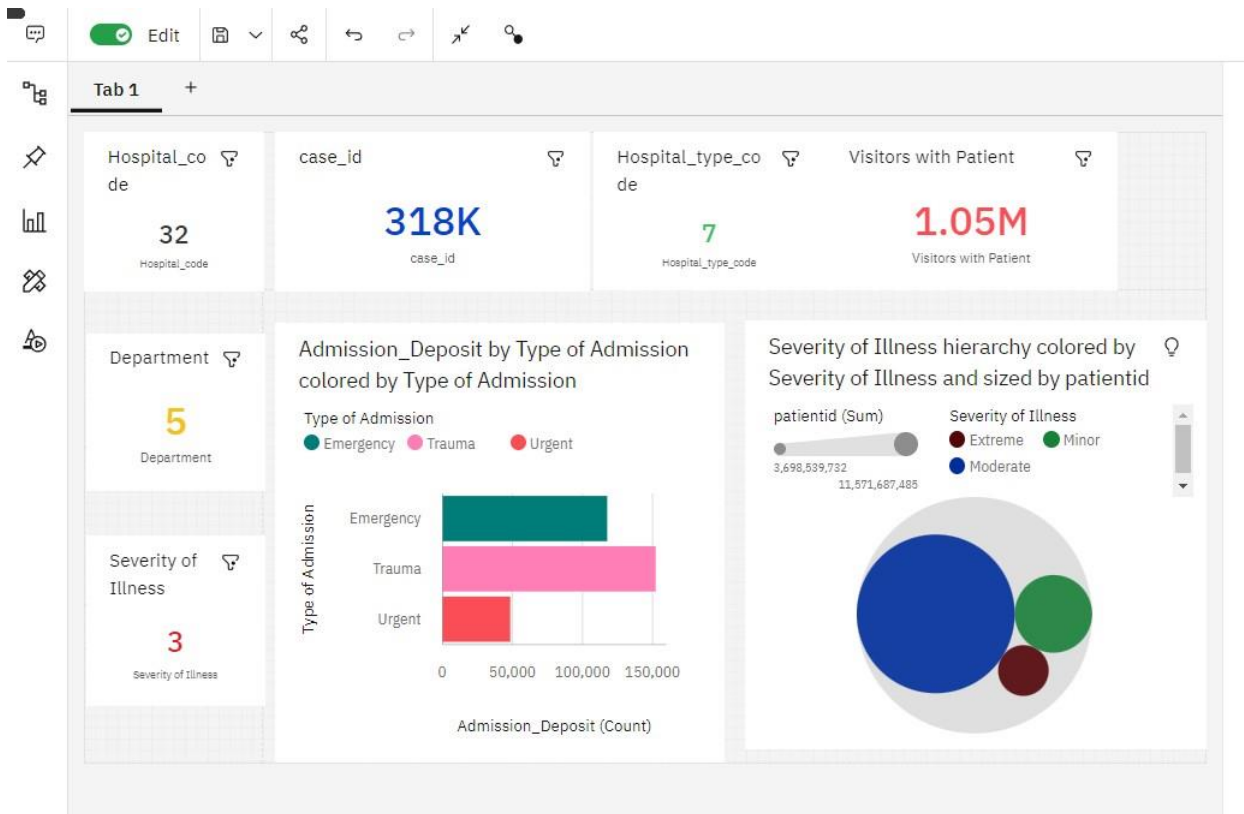 Edit
Tab 1 +
Hospital_co
de
32
Hospital_code
case_id
318K
case_id
Hospital_type_co
de
7
Hospital_type_code
Visitors with Patient
1.05M
Visitors with Patient
Department
5
Department
Severity of
Illness
3
Severity of Illness
Admission_Deposit by Type of Admission
colored by Type of Admission
Type of Admission
Emergency Trauma Urgent
Type of Admission
Emergency
Trauma
Urgent
0 50,000 100,000 150,000
Admission_Deposit (Count)
Severity of Illness hierarchy colored by
Severity of Illness and sized by patientid
patientid (Sum)
3,698,539,732
11,571,687,485
Severity of Illness
Extreme Minor
Moderate